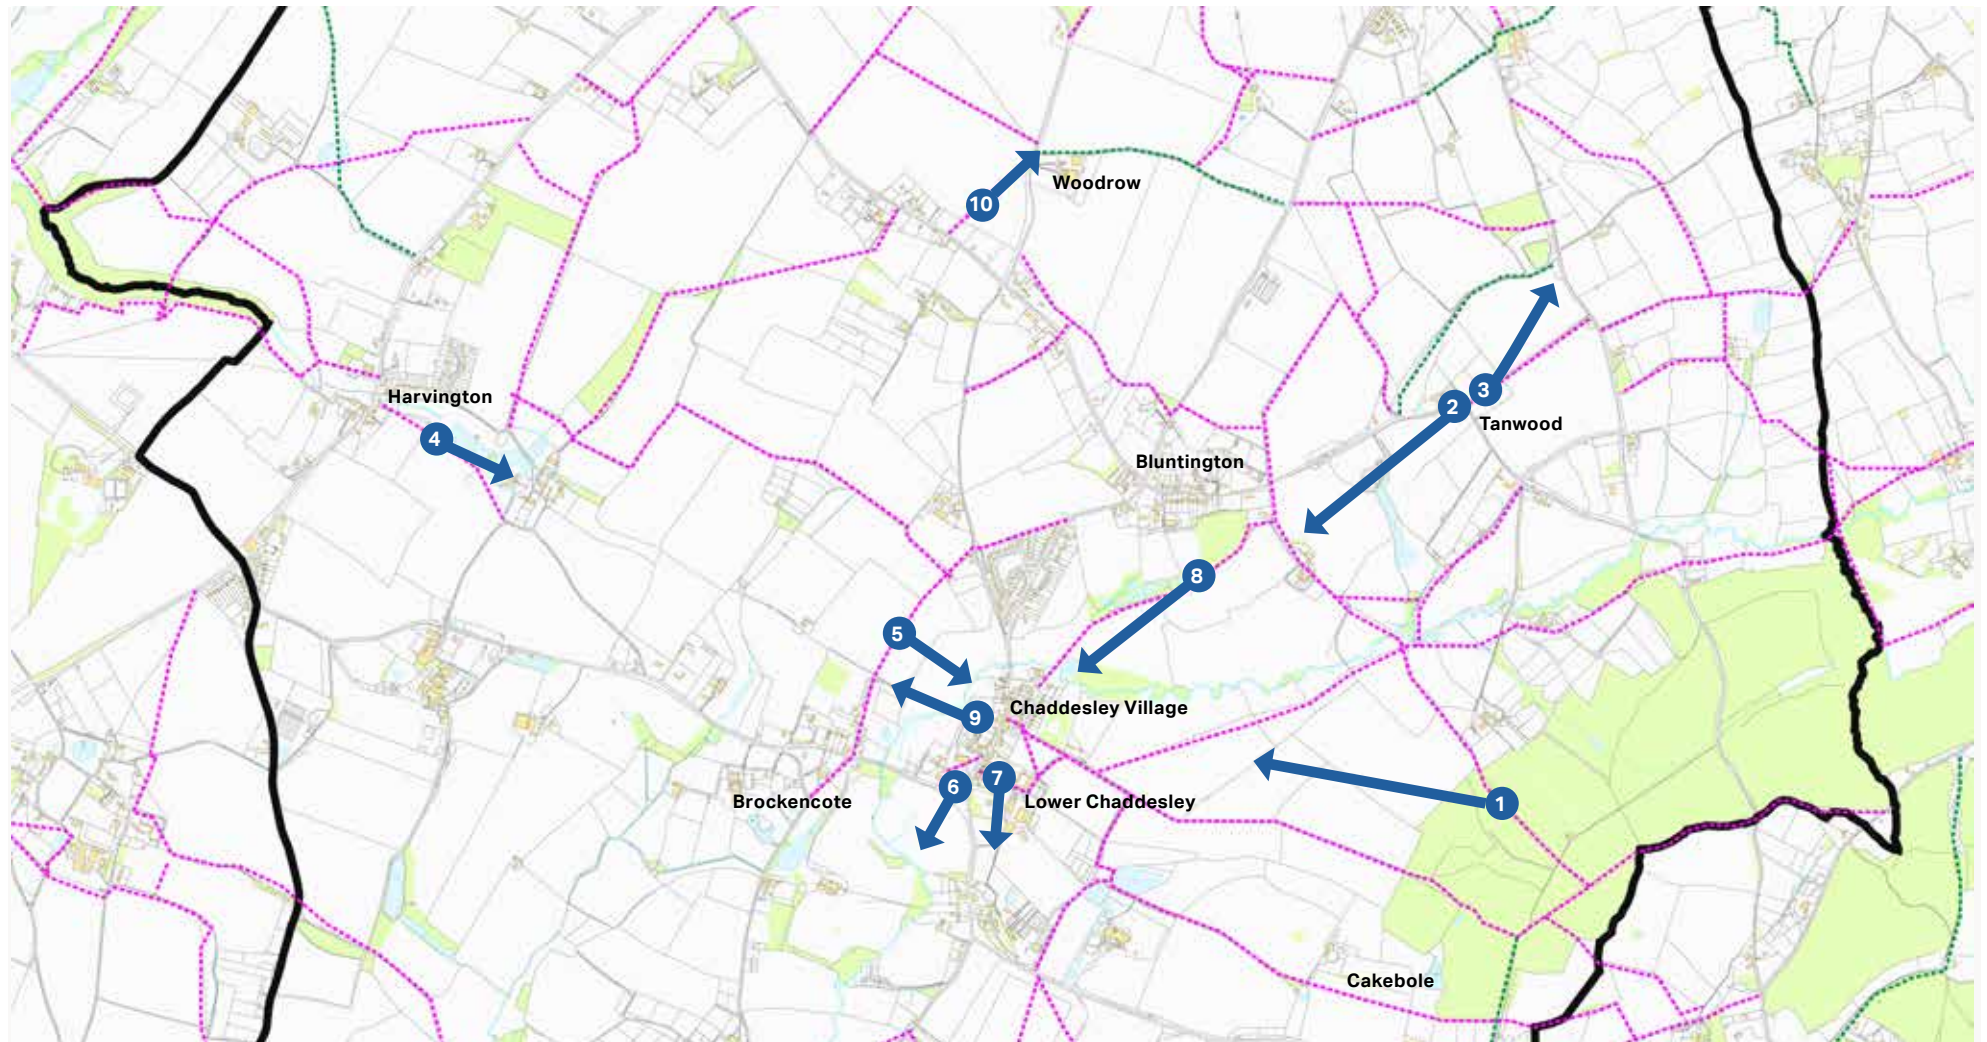 Woodrow
10
Harvington
4
3
2
Tanwood
Bluntington
8
5
Chaddesley Village
9
7
6
Brockencote
Lower Chaddesley
1
Cakebole